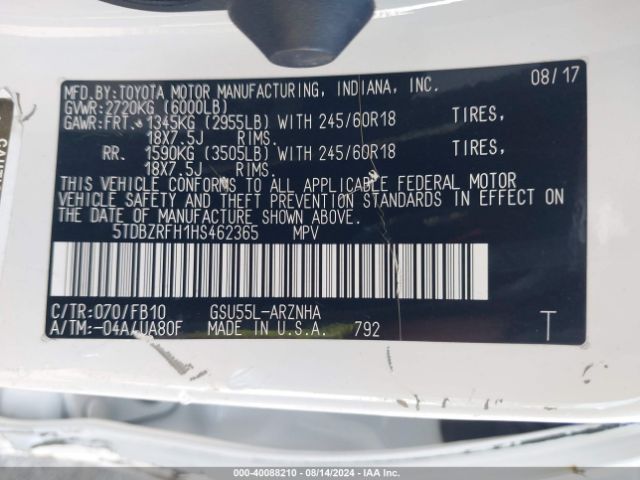 MFD.BY:TOYOTA MOTOR MANUFACTURING, INDIANA, INC. 08/17
GVWR:2720KG (6000LB)
GAWR:FRT. 1345KG (2955LB) WITH 245/60R18 TIRES,
18X7.5J RIMS.
RR. 1590KG (3505LB) WITH 245/60R18 TIRES,
18X7.5J RIMS.
THIS VEHICLE CONFORMS TO ALL APPLICABLE FEDERAL MOTOR
VEHICLE SAFETY AND THEFT PREVENTION STANDARDS IN EFFECT ON
THE DATE OF MANUFACTURE SHOWN ABOVE.
5TDBZRFH1HS462365 MPV
C/TR:070/FB10 GSU55L-ARZNHA
A/TM:-04A/UA80F MADE IN U.S.A. 792 T
000-40088210 - 08/14/2024 - IAA Inc.